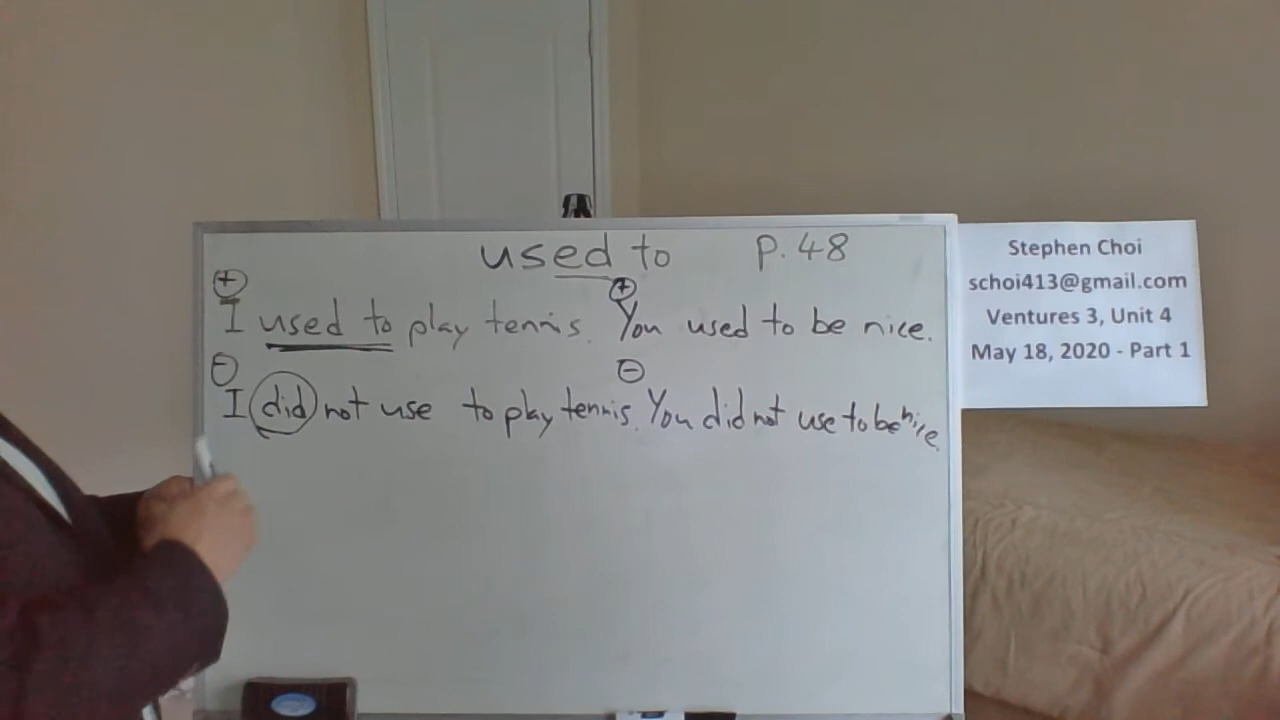 used to P.48
+ +
I used to play tennis. You used to be nice.
- -
I did not use to play tennis. You did not use to be nice.
Stephen Choi
schoi413@gmail.com
Ventures 3, Unit 4
May 18, 2020 - Part 1